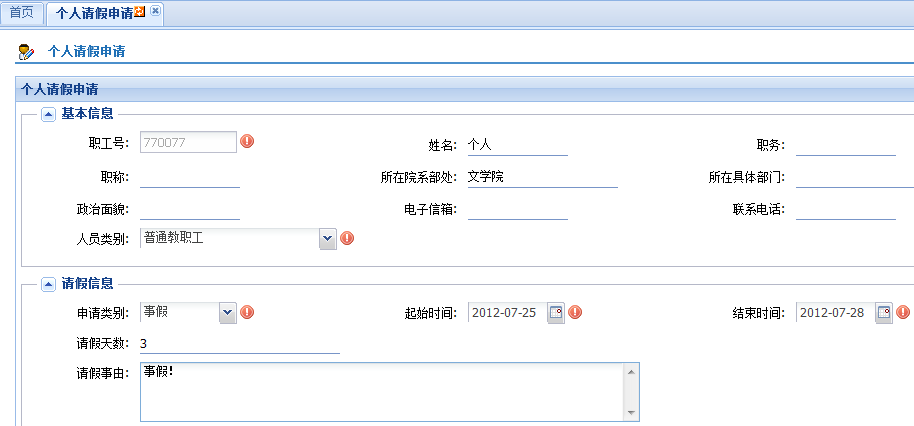 首页 个人请假申请
个人请假申请
个人请假申请
基本信息
职工号: 770077 姓名: 个人 职务:
职称: 所在院系部处: 文学院 所在具体部门:
政治面貌: 电子信箱: 联系电话:
人员类别: 普通教职工
请假信息
申请类别: 事假 起始时间: 2012-07-25 结束时间: 2012-07-28
请假天数: 3
请假事由: 事假!